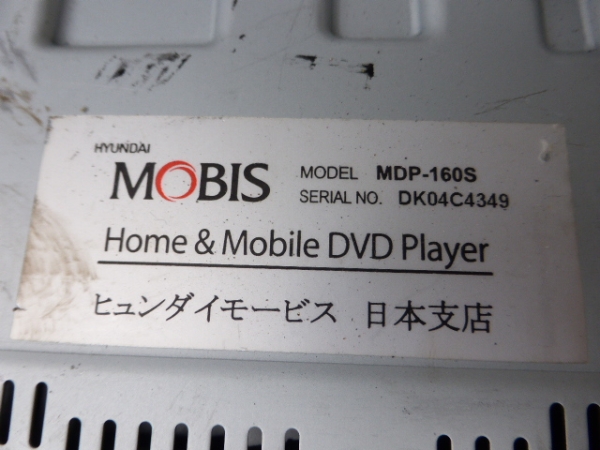 HYUNDAI
MOBIS
MODEL MDP-160S
SERIAL NO. DK04C4349
Home & Mobile DVD Player
ヒュンダイモービス 日本支店